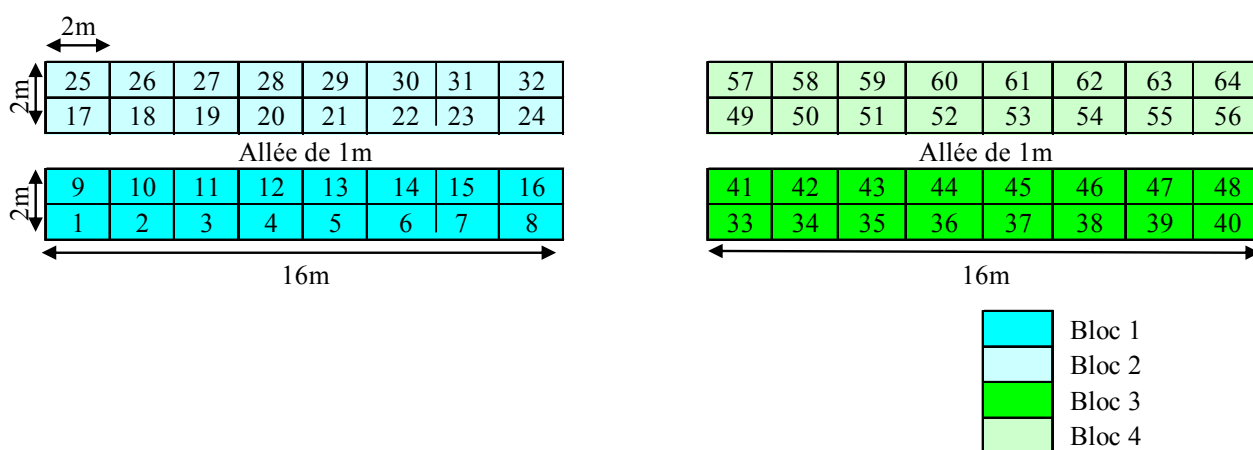 2m
2m
25 26 27 28 29 30 31 32
17 18 19 20 21 22 23 24
Allée de 1m
2m
9 10 11 12 13 14 15 16
1 2 3 4 5 6 7 8
16m
57 58 59 60 61 62 63 64
49 50 51 52 53 54 55 56
Allée de 1m
41 42 43 44 45 46 47 48
33 34 35 36 37 38 39 40
16m
Bloc 1
Bloc 2
Bloc 3
Bloc 4